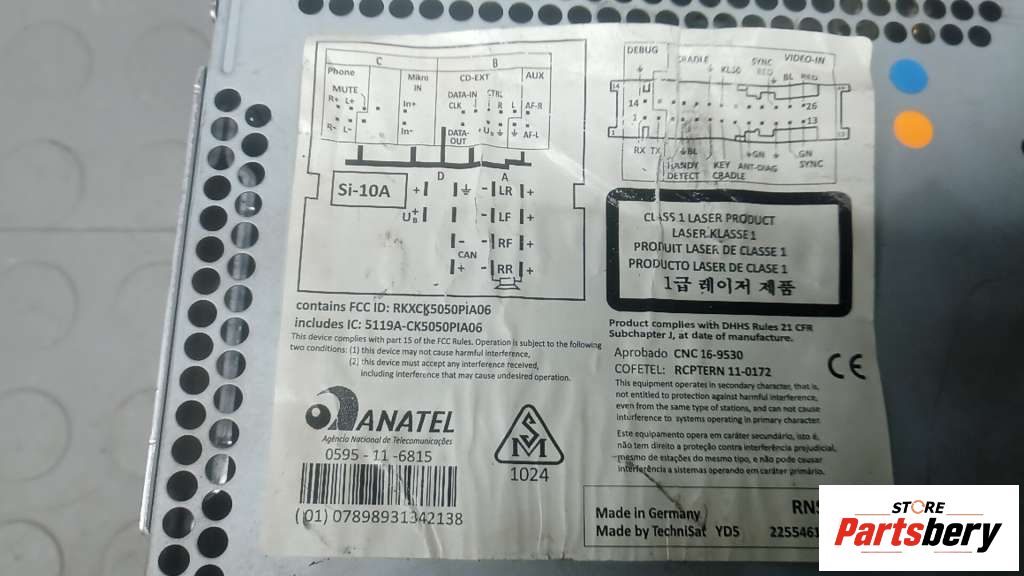 C
B
Phone
MUTE
R+ L+
R- L-
Mikro
IN
In+
In-
CD-EXT
DATA-IN CTRL
CLK
R L
DATA-
OUT
AUX
AF-R
AF-L
D
A
Si-10A
+
- LR +
- LF +
- RF +
CAN
+ - RR +
DEBUG
CRADLE
KL30
SYNC
RED
VIDEO-IN
BL RED
14
26
1
13
RX TX
BL
HANDY
DETECT
KEY
CRADLE
GN
ANT-DIAG
GN
SYNC
CLASS 1 LASER PRODUCT
LASER KLASSE1
PRODUIT LASER DE CLASSE 1
PRODUCTO LASER DE CLASE 1
1급 레이저 제품
contains FCC ID: RKXCK5050PIA06
includes IC: 5119A-CK5050PIA06
This device complies with part 15 of the FCC Rules. Operation is subject to the following
two conditions: (1) this device may not cause harmful interference,
(2) this device must accept any interference received,
including interference that may cause undesired operation.
Product complies with DHHS Rules 21 CFR
Subchapter J, at date of manufacture.
Aprobado CNC 16-9530
COFETEL: RCPTERN 11-0172
CE
This equipment operates in secondary character, that is,
not entitled to protection against harmful interference,
even from the same type of stations, and can not cause
interference to systems operating in primary character.
Este equipamento opera em caráter secundário, isto é,
não tem direito a proteção contra interferência prejudicial,
mesmo de estações do mesmo tipo, e não pode causar
interferência a sistemas operando em caráter primário.
ANATEL
Agência Nacional de Telecomunicações
0595 - 11 -6815
(01) 07898931342138
SM
1024
Made in Germany RNS
Made by TechniSat YD5 2255461
STORE
Partsbery